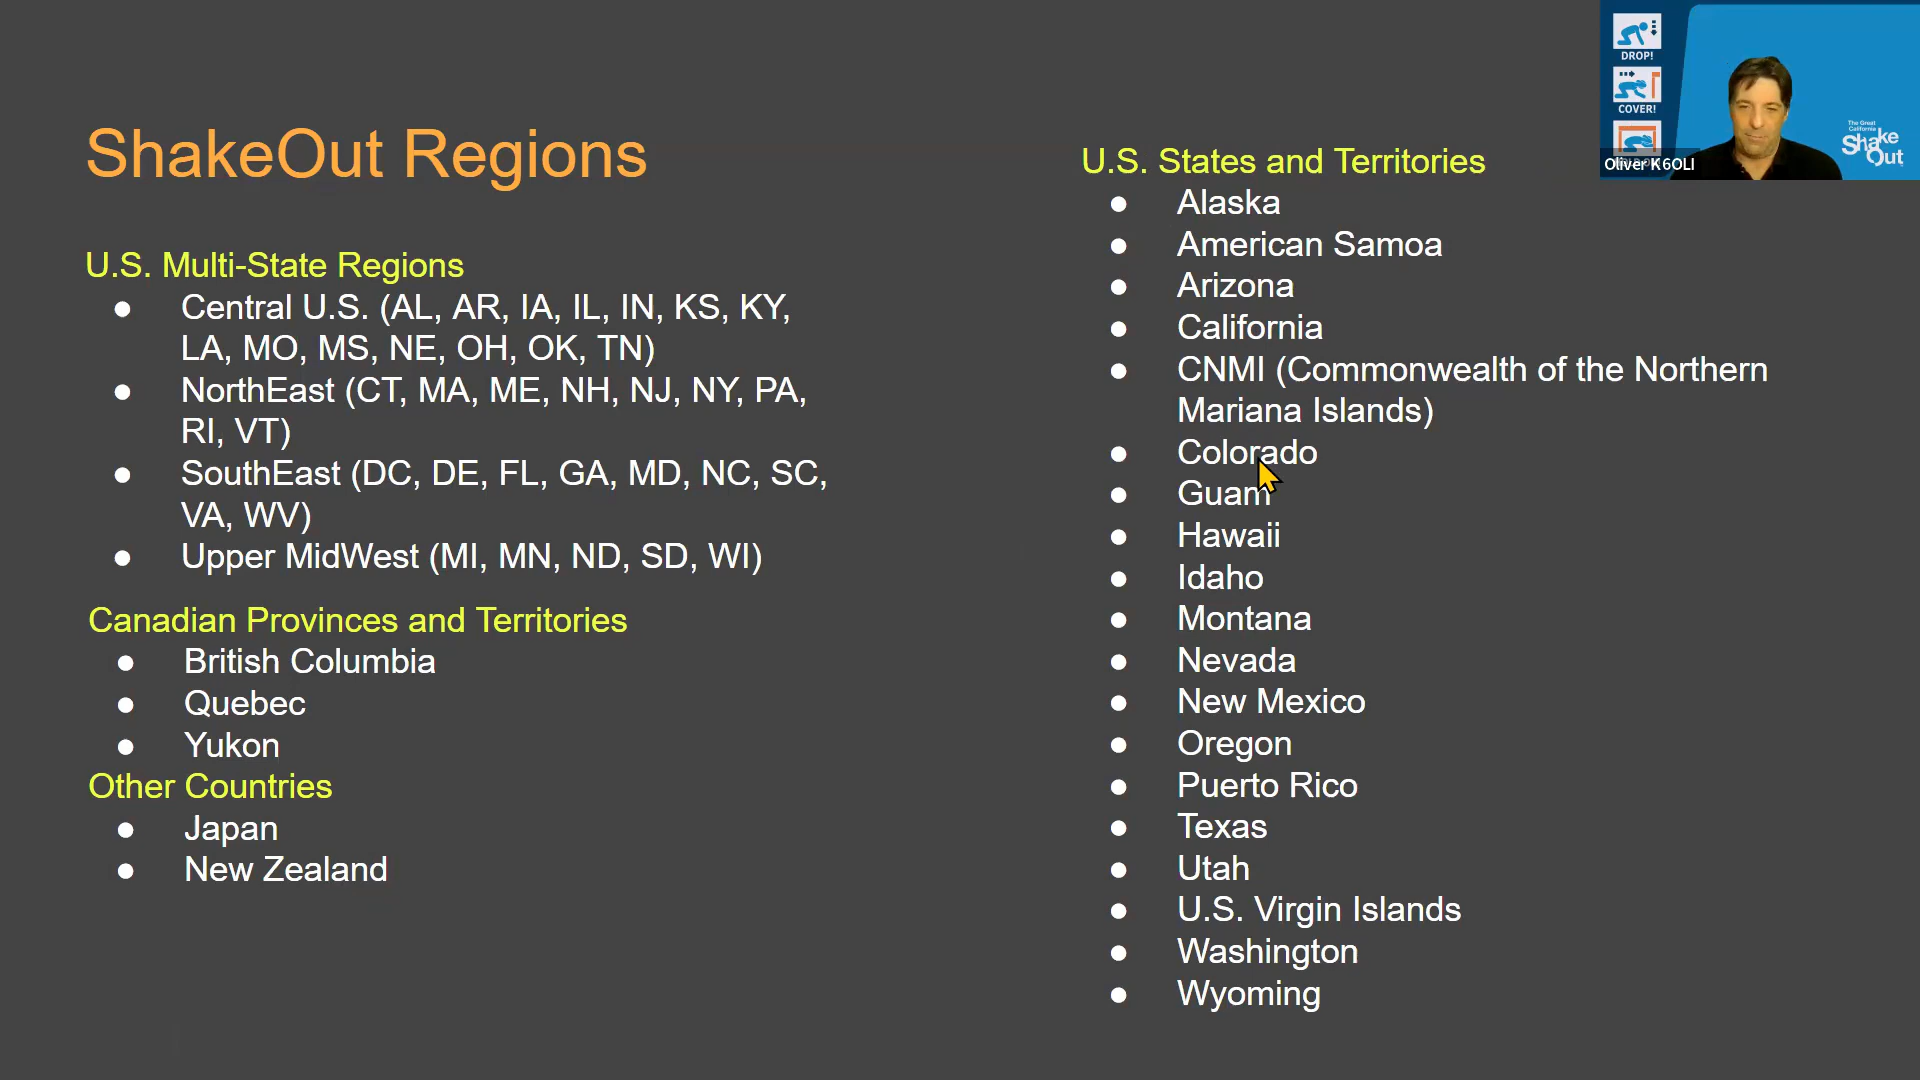 ShakeOut Regions
U.S. Multi-State Regions
● Central U.S. (AL, AR, IA, IL, IN, KS, KY,
LA, MO, MS, NE, OH, OK, TN)
● NorthEast (CT, MA, ME, NH, NJ, NY, PA,
RI, VT)
● SouthEast (DC, DE, FL, GA, MD, NC, SC,
VA, WV)
● Upper MidWest (MI, MN, ND, SD, WI)
Canadian Provinces and Territories
● British Columbia
● Quebec
● Yukon
Other Countries
● Japan
● New Zealand
U.S. States and Territories
● Alaska
● American Samoa
● Arizona
● California
● CNMI (Commonwealth of the Northern
Mariana Islands)
● Colorado
● Guam
● Hawaii
● Idaho
● Montana
● Nevada
● New Mexico
● Oregon
● Puerto Rico
● Texas
● Utah
● U.S. Virgin Islands
● Washington
● Wyoming
DROP!
COVER!
Oliver K6OLI
The Great
California
Shake
Out